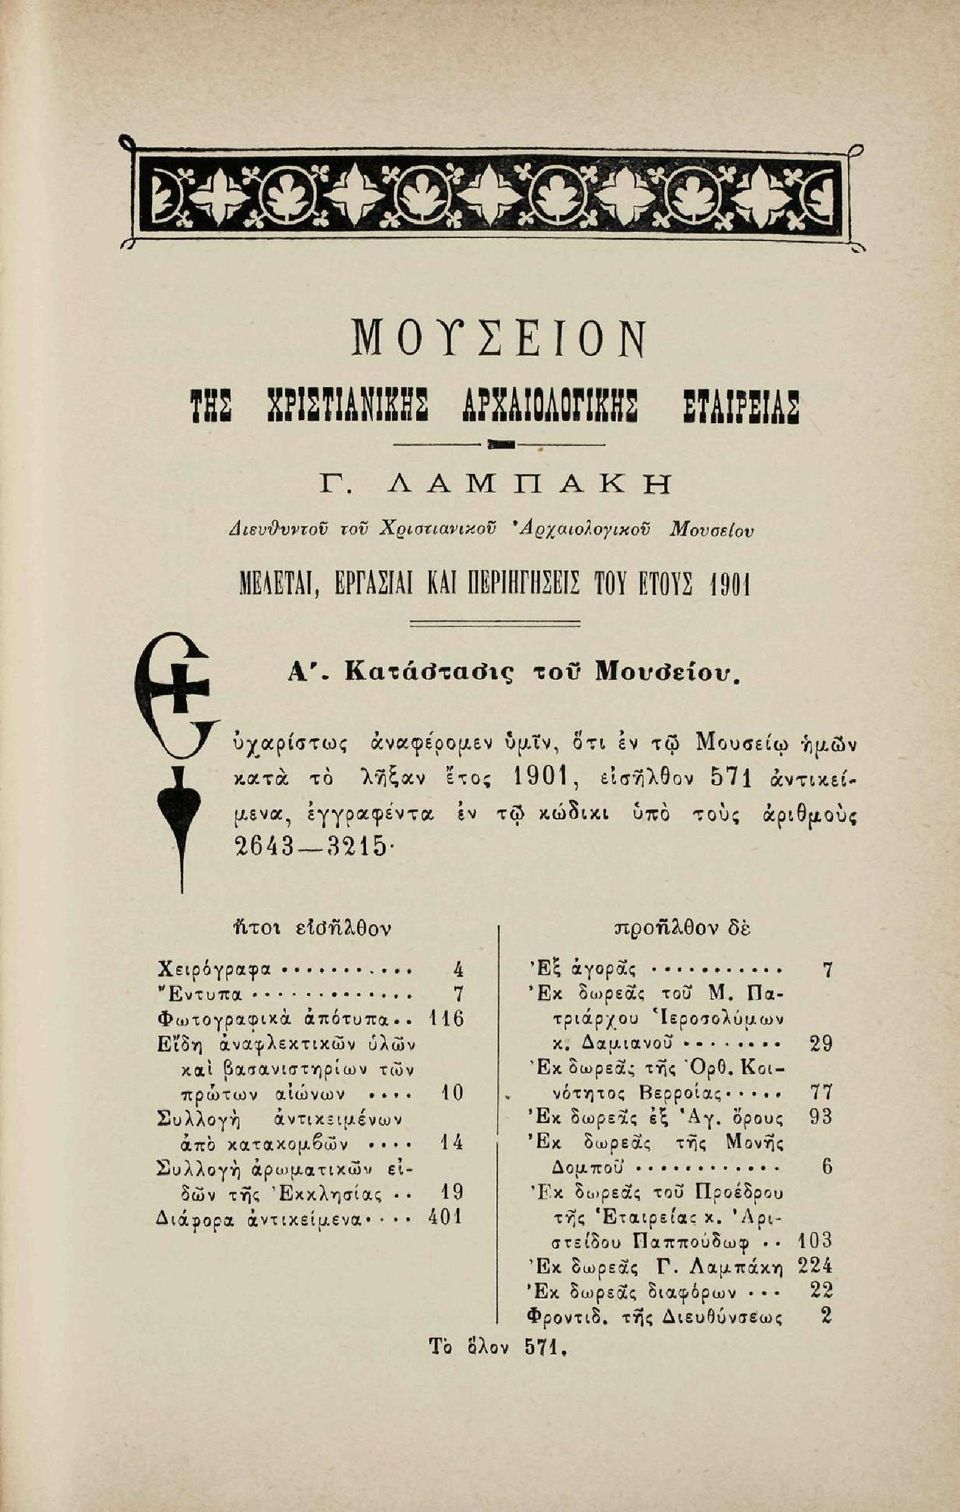 ΜΟΥΣΕΙΟΝ
ΤΗΣ ΧΡΙΣΤΙΑΝΙΚΗΣ ΑΡΧΑΙΟΛΟΓΙΚΗΣ ΕΤΑΙΡΕΙΑΣ
Γ. ΛΑΜΠΑΚΗ
Διευθυντοῦ τοῦ Χριστιανικοῦ Ἀρχαιολογικοῦ Μουσείου
ΜΕΛΕΤΑΙ, ΕΡΓΑΣΙΑΙ ΚΑΙ ΠΕΡΙΗΓΗΣΕΙΣ ΤΟΥ ΕΤΟΥΣ 1901
Α'. Κατάστασις τοῦ Μουσείου.
Εὐχαρίστως ἀναφέρομεν ὑμῖν, ὅτι ἐν τῷ Μουσείῳ ἡμῶν
κατὰ τὸ λῆξαν ἔτος 1901, εἰσῆλθον 571 ἀντικεί-
μενα, ἐγγραφέντα ἐν τῷ κώδικι ὑπὸ τοὺς ἀριθμοὺς
2643—3215·
ἤτοι εἰσῆλθον
Χειρόγραφα ............ 4
Ἔντυπα ............ 7
Φωτογραφικὰ ἀπότυπα.. 116
Εἴδη ἀναφλεκτικῶν ὑλῶν
καὶ βασανιστηρίων τῶν
πρώτων αἰώνων .... 10
Συλλογὴ ἀντικειμένων
ἀπὸ κατακομβῶν .... 14
Συλλογὴ ἀρωματικῶν εἰ-
δῶν τῆς Ἐκκλησίας .. 19
Διάφορα ἀντικείμενα.... 401
προῆλθον δὲ
Ἐξ ἀγορᾶς ............ 7
Ἐκ δωρεᾶς τοῦ Μ. Πα-
τριάρχου Ἱεροσολύμων
κ. Δαμιανοῦ ........ 29
Ἐκ δωρεᾶς τῆς Ὀρθ. Κοι-
νότητος Βερροίας..... 77
Ἐκ δωρεᾶς ἐξ Ἁγ. ὄρους 93
Ἐκ δωρεᾶς τῆς Μονῆς
Δομποῦ ............ 6
Ἐκ δωρεᾶς τοῦ Προέδρου
τῆς Ἑταιρείας κ. Ἀρι-
στείδου Παππούδωφ .. 103
Ἐκ δωρεᾶς Γ. Λαμπάκη 224
Ἐκ δωρεᾶς διαφόρων ... 22
Φροντιδ. τῆς Διευθύνσεως 2
Τὸ ὅλον 571.